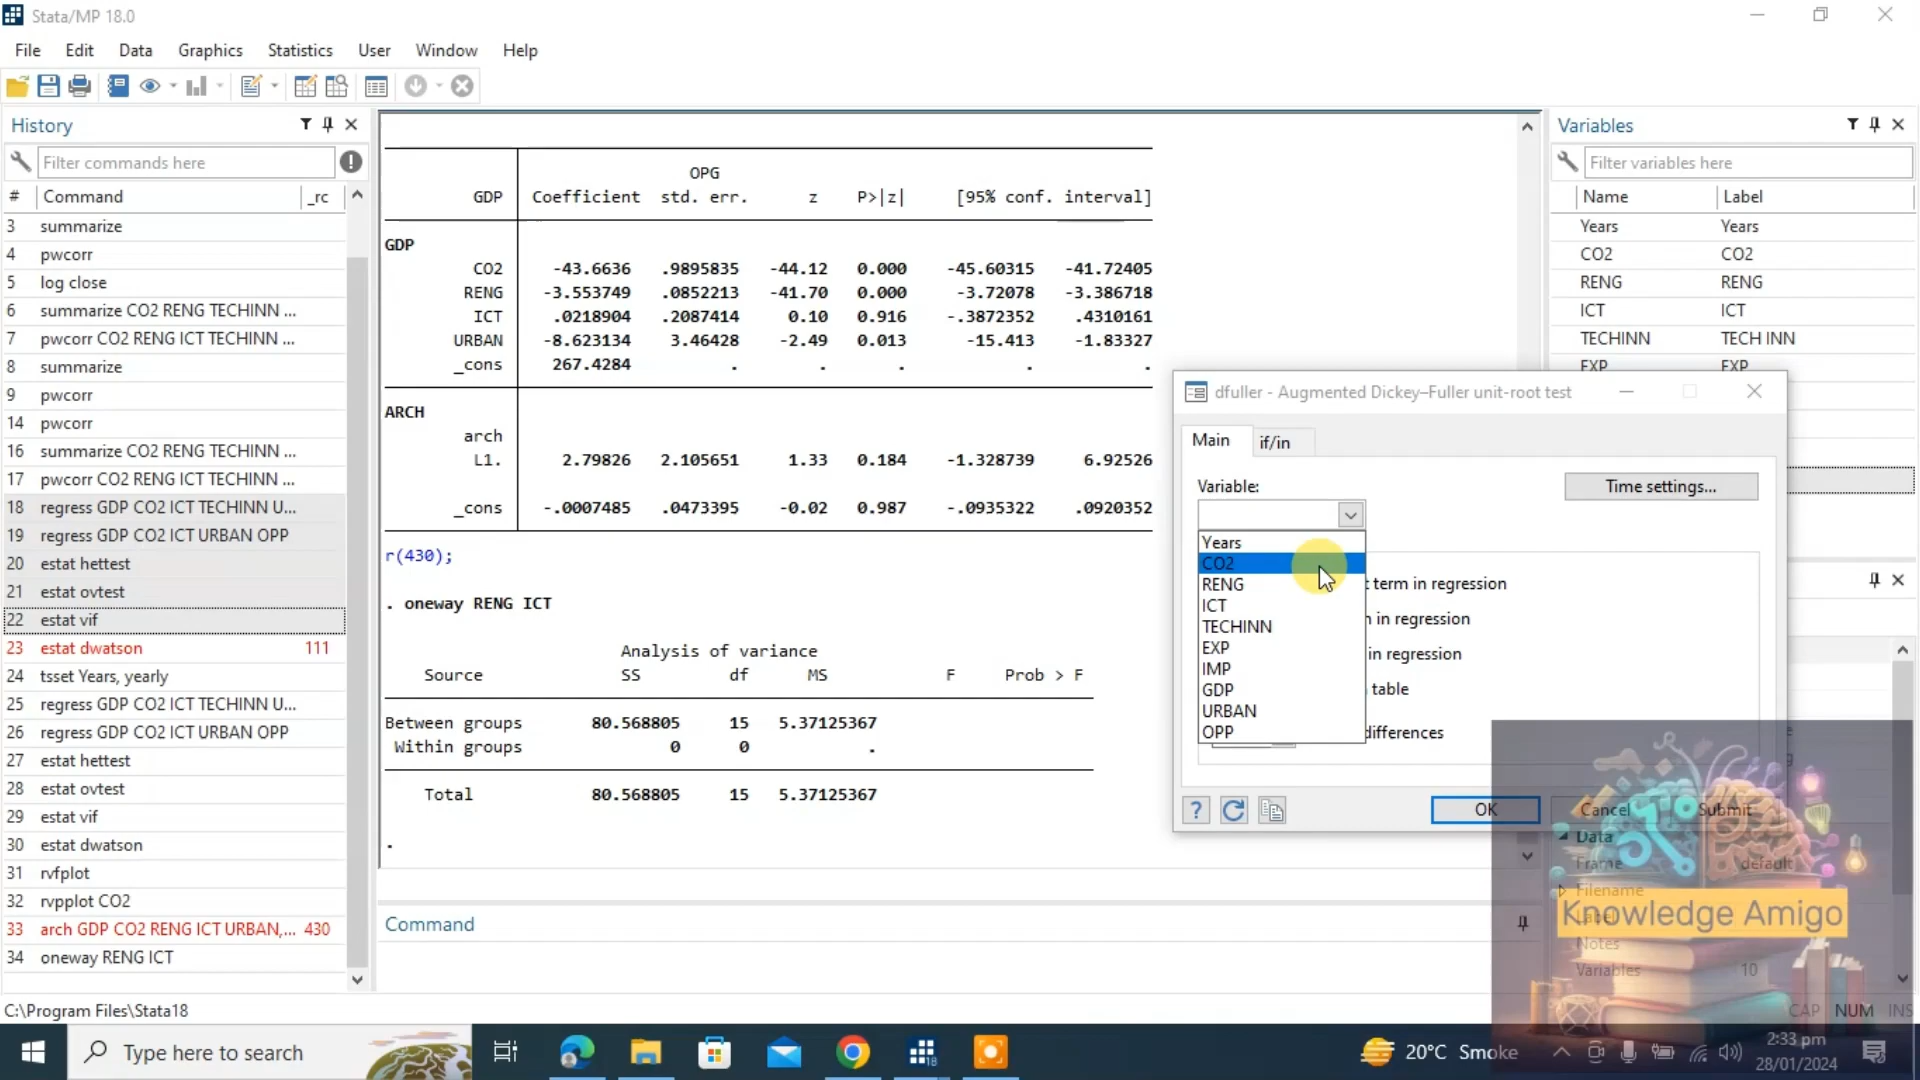 Stata/MP 18.0
File Edit Data Graphics Statistics User Window Help
History
Filter commands here
# Command _rc
3 summarize
4 pwcorr
5 log close
6 summarize CO2 RENG TECHINN ...
7 pwcorr CO2 RENG ICT TECHINN ...
8 summarize
9 pwcorr
14 pwcorr
16 summarize CO2 RENG TECHINN ...
17 pwcorr CO2 RENG ICT TECHINN ...
18 regress GDP CO2 ICT TECHINN U...
19 regress GDP CO2 ICT URBAN OPP
20 estat hettest
21 estat ovtest
22 estat vif
23 estat dwatson 111
24 tsset Years, yearly
25 regress GDP CO2 ICT TECHINN U...
26 regress GDP CO2 ICT URBAN OPP
27 estat hettest
28 estat ovtest
29 estat vif
30 estat dwatson
31 rvfplot
32 rvpplot CO2
33 arch GDP CO2 RENG ICT URBAN,... 430
34 oneway RENG ICT
OPG
GDP Coefficient std. err. z P>|z| [95% conf. interval]
GDP
CO2 -43.6636 .9895835 -44.12 0.000 -45.60315 -41.72405
RENG -3.553749 .0852213 -41.70 0.000 -3.72078 -3.386718
ICT .0218904 .2087414 0.10 0.916 -.3872352 .4310161
URBAN -8.623134 3.46428 -2.49 0.013 -15.413 -1.83327
_cons 267.4284 . . . . .
ARCH
arch
L1. 2.79826 2.105651 1.33 0.184 -1.328739 6.92526
_cons -.0007485 .0473395 -0.02 0.987 -.0935322 .0920352
r(430);
. oneway RENG ICT
Analysis of variance
Source SS df MS F Prob > F
Between groups 80.568805 15 5.37125367
Within groups 0 0 .
Total 80.568805 15 5.37125367
.
Command
Variables
Filter variables here
Name Label
Years Years
CO2 CO2
RENG RENG
ICT ICT
TECHINN TECH INN
EXP EXP
dfuller - Augmented Dickey–Fuller unit-root test
Main if/in
Variable:
Time settings...
Years
CO2
RENG
ICT
TECHINN
EXP
IMP
GDP
URBAN
OPP
term in regression
in regression
in regression
table
differences
? OK Cancel Submit
Data
Frame default
Filename
Label
Knowledge Amigo
Notes
Variables 10
C:\Program Files\Stata18
CAP NUM INS
Type here to search
18
20°C Smoke
2:33 pm
28/01/2024